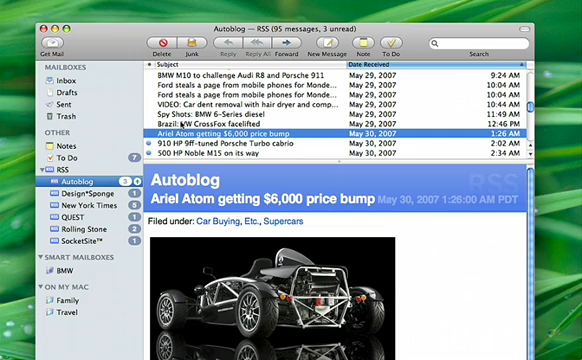 Autoblog — RSS (95 messages, 3 unread)
Get Mail
Delete Junk Reply Reply All Forward New Message Note To Do Search
MAILBOXES
Inbox
Drafts
Sent
Trash
OTHER
Notes
To Do 7
RSS
Autoblog 3
Design*Sponge 1
New York Times 5
QUEST 1
Rolling Stone 2
SocketSite™ 1
SMART MAILBOXES
BMW
ON MY MAC
Family
Travel
Subject Date Received
BMW M10 to challenge Audi R8 and Porsche 911 May 29, 2007 9:24 AM
Ford steals a page from mobile phones for Monde... May 29, 2007 10:04 AM
Ford steals a page from mobile phones for Monde... May 29, 2007 10:04 AM
VIDEO: Car dent removal with hair dryer and comp... May 29, 2007 10:44 AM
Spy Shots: BMW 6-Series diesel May 29, 2007 11:49 AM
Brazil: VW CrossFox facelifted May 29, 2007 12:46 PM
Ariel Atom getting $6,000 price bump May 30, 2007 1:26 AM
910 HP 9ff-tuned Porsche Turbo cabrio May 30, 2007 2:02 AM
500 HP Noble M15 on its way May 30, 2007 2:34 AM
Autoblog RSS
Ariel Atom getting $6,000 price bump May 30, 2007 1:26:00 AM PDT
Filed under: Car Buying, Etc., Supercars